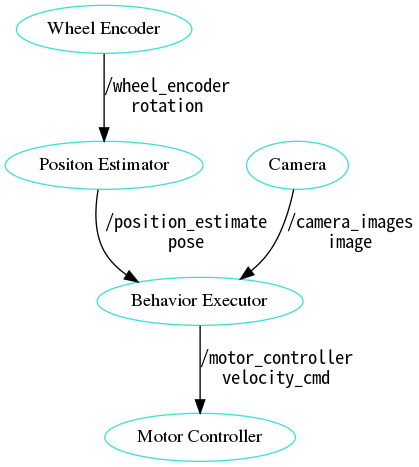 Wheel Encoder
/wheel_encoder
rotation
Positon Estimator
Camera
/position_estimate
pose
/camera_images
image
Behavior Executor
/motor_controller
velocity_cmd
Motor Controller